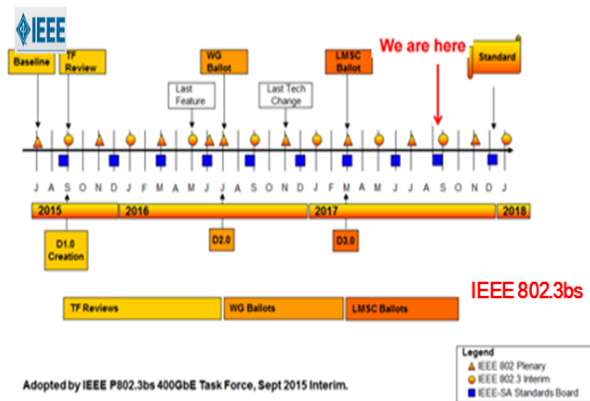 IEEE
We are here
Baseline
TF
Review
WG
Ballot
LMSC
Ballot
Standard
Last
Feature
Last Tech
Change
J A S O N D J F M A M J J A S O N D J F M A M J J A S O N D J
2015 2016 2017 2018
D1.0
Creation
D2.0
D3.0
IEEE 802.3bs
TF Reviews WG Ballots LMSC Ballots
Legend
IEEE 802 Plenary
IEEE 802.3 Interim
IEEE-SA Standards Board
Adopted by IEEE P802.3bs 400GbE Task Force, Sept 2015 Interim.